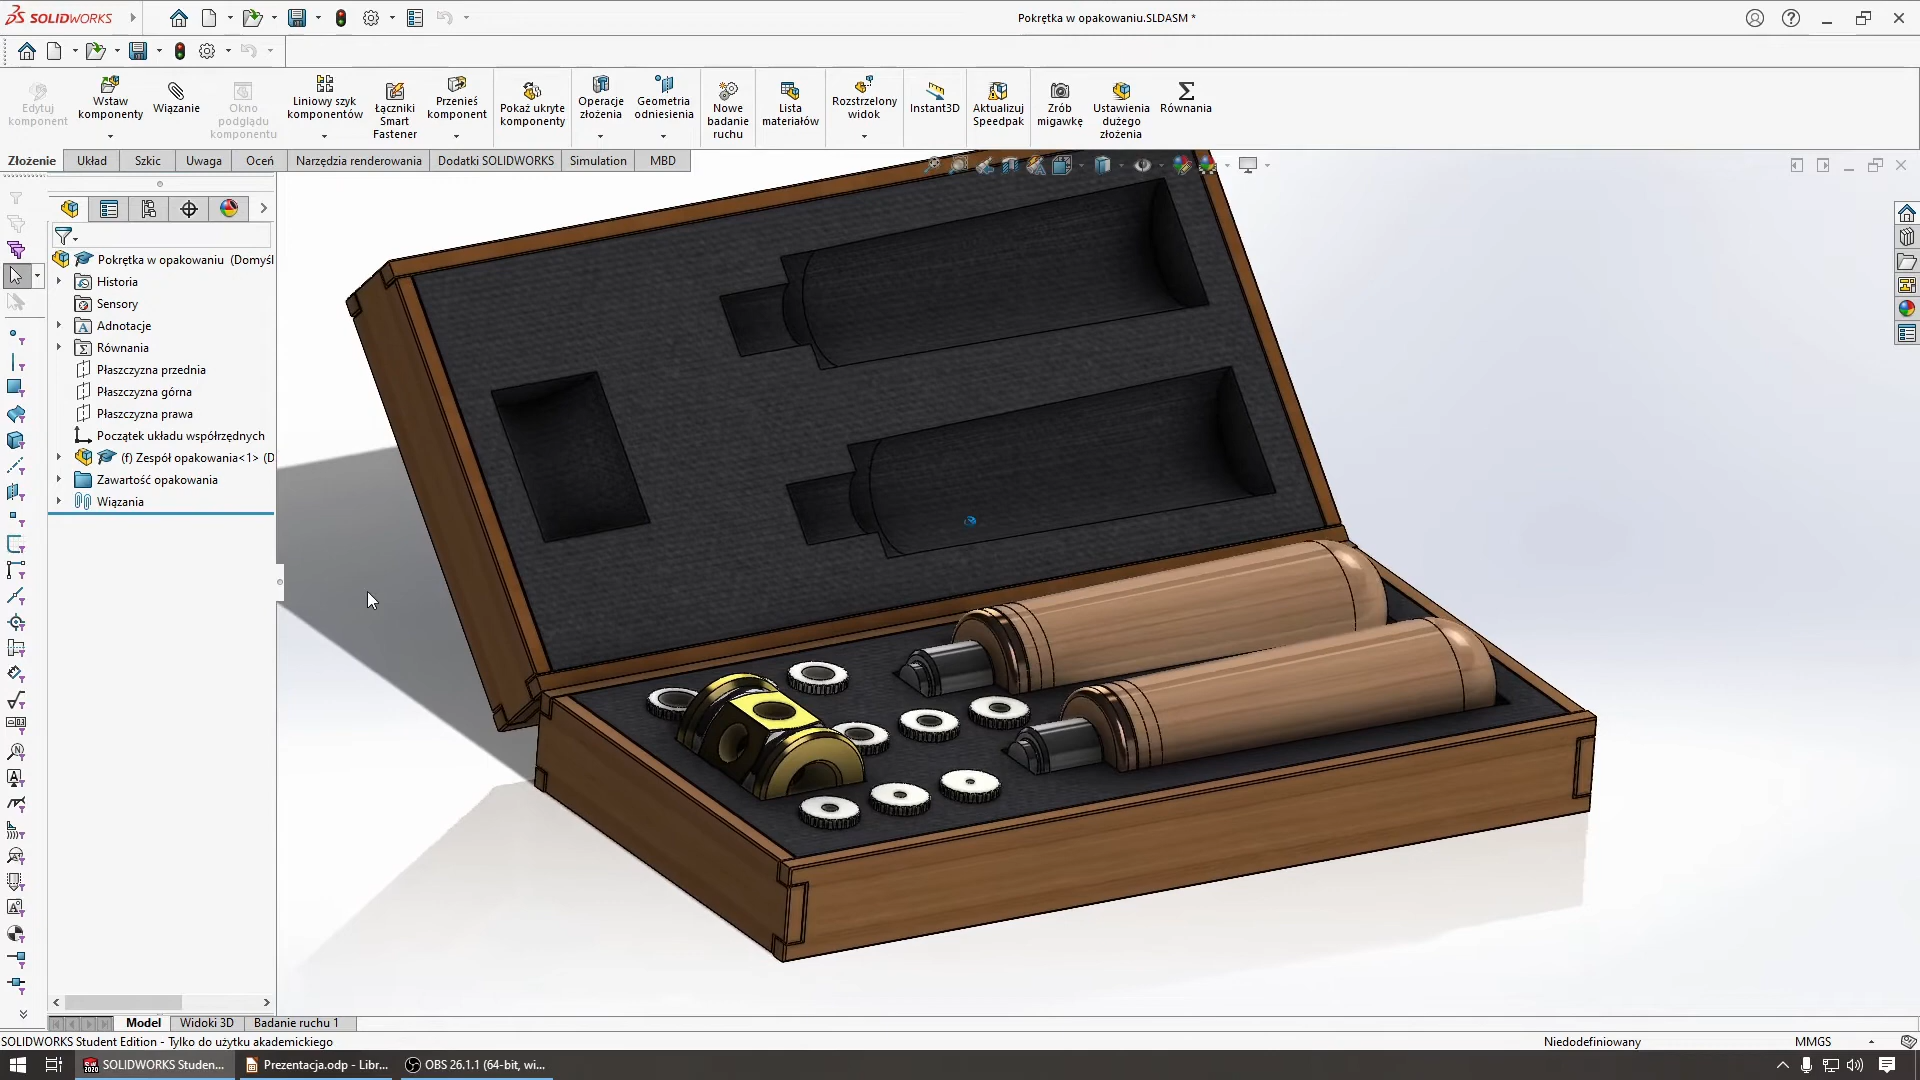 SOLIDWORKS
Pokrętka w opakowaniu.SLDASM *
Edytuj komponent
Wstaw komponenty
Wiązanie
Okno podglądu komponentu
Liniowy szyk komponentów
Łączniki Smart Fastener
Przenieś komponent
Pokaż ukryte komponenty
Operacje złożenia
Geometria odniesienia
Nowe badanie ruchu
Lista materiałów
Rozstrzelony widok
Instant3D
Aktualizuj Speedpak
Zrób migawkę
Ustawienia dużego złożenia
Równania
Złożenie Układ Szkic Uwaga Oceń Narzędzia renderowania Dodatki SOLIDWORKS Simulation MBD
Pokrętka w opakowaniu (Domyśl
Historia
Sensory
Adnotacje
Równania
Płaszczyzna przednia
Płaszczyzna górna
Płaszczyzna prawa
Początek układu współrzędnych
(f) Zespół opakowania<1> (D
Zawartość opakowania
Wiązania
Model Widoki 3D Badanie ruchu 1
SOLIDWORKS Student Edition - Tylko do użytku akademickiego
Niedodefiniowany
MMGS
SOLIDWORKS Studen...
Prezentacja.odp - Libr...
OBS 26.1.1 (64-bit, wi...